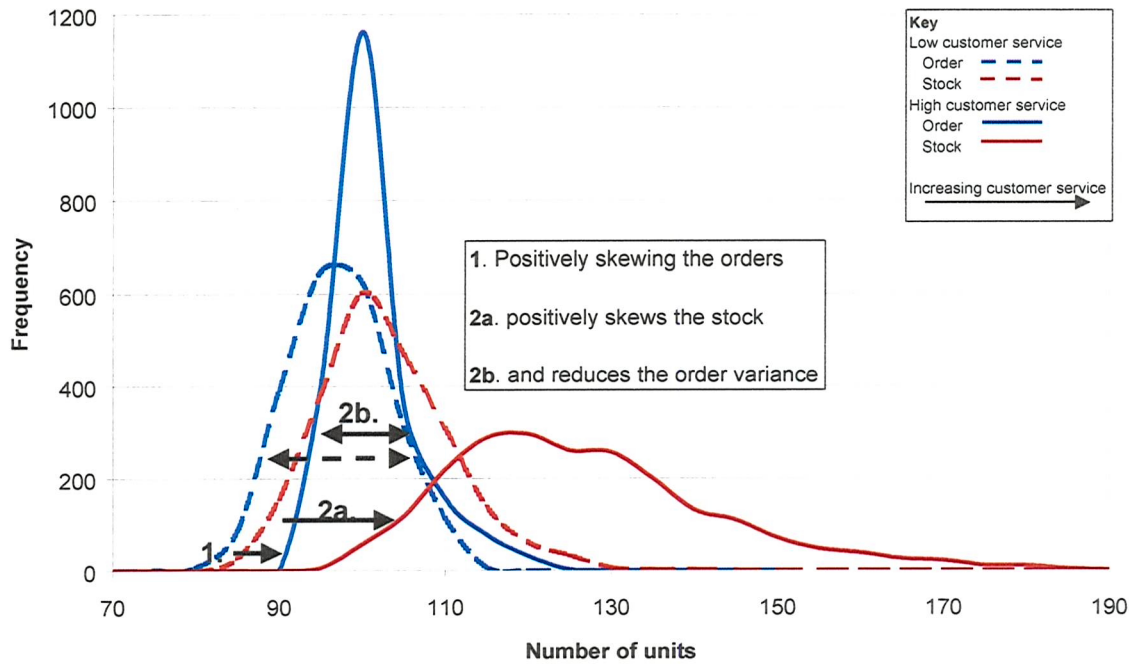 1200
1000
800
600
400
200
0
Frequency
70
90
110
130
150
170
190
Number of units
Key
Low customer service
Order
Stock
High customer service
Order
Stock
Increasing customer service
1. Positively skewing the orders
2a. positively skews the stock
2b. and reduces the order variance
2b.
2a.
1.